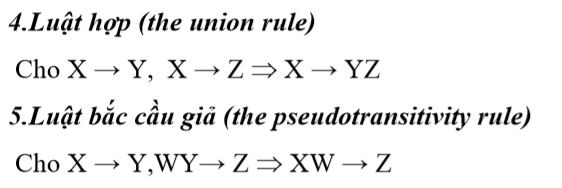 4.Luật hợp (the union rule)
Cho X → Y, X → Z ⇒ X → YZ
5.Luật bắc cầu giả (the pseudotransitivity rule)
Cho X → Y,WY→ Z ⇒ XW → Z